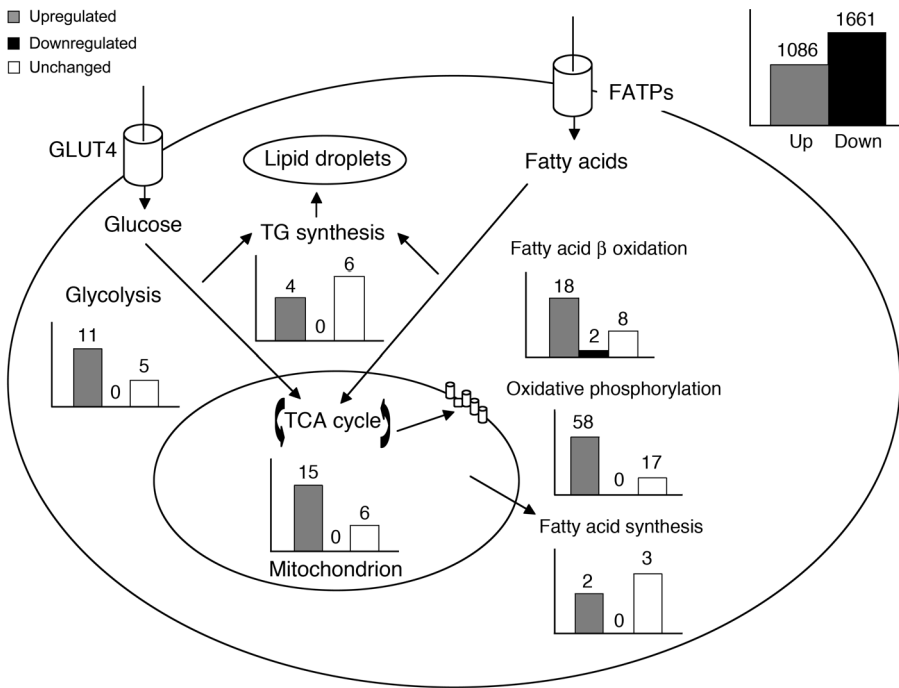 Upregulated
Downregulated
Unchanged
1086
1661
Up
Down
GLUT4
FATPs
Lipid droplets
Fatty acids
Glucose
TG synthesis
4
0
6
Fatty acid β oxidation
18
2
8
Glycolysis
11
0
5
Oxidative phosphorylation
58
0
17
TCA cycle
15
0
6
Mitochondrion
Fatty acid synthesis
2
0
3